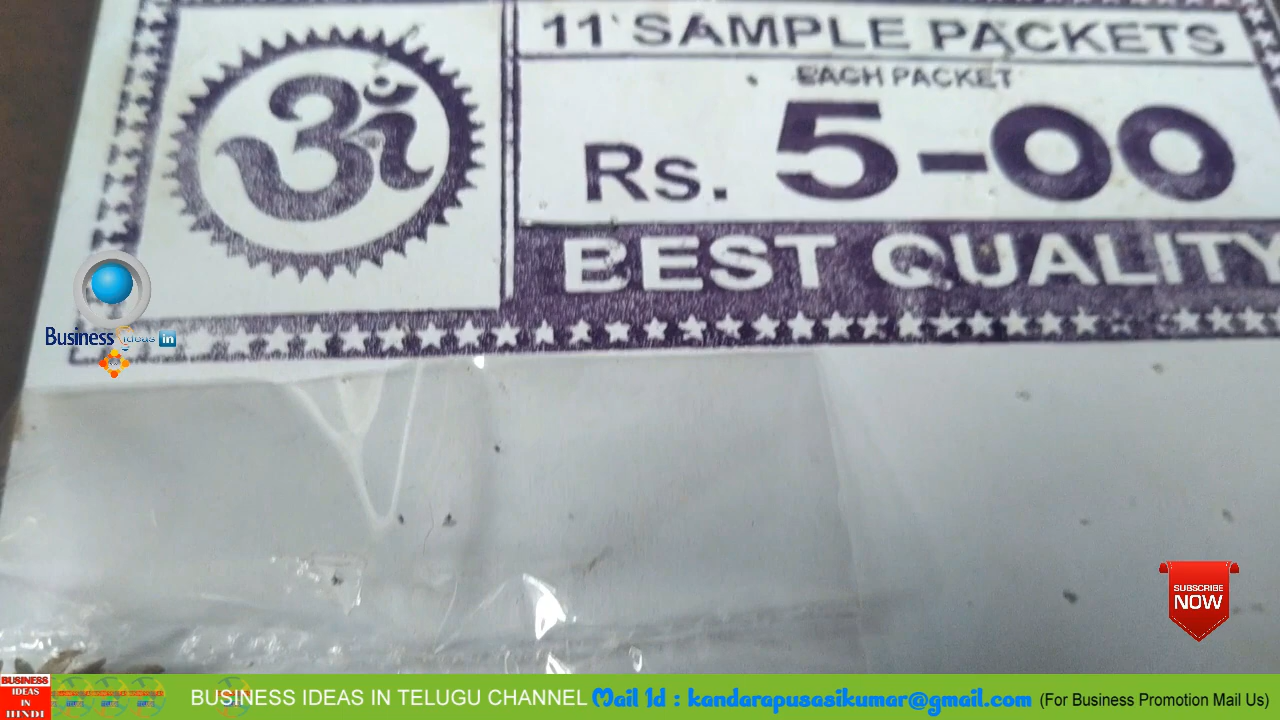 ॐ
11 SAMPLE PACKETS
EACH PACKET
Rs. 5-00
BEST QUALITY
Business ideas in
SUBSCRIBE
NOW
BUSINESS
IDEAS
IN
HINDI
BUSINESS IDEAS IN TELUGU CHANNEL Mail Id : kandarapusasikumar@gmail.com (For Business Promotion Mail Us)